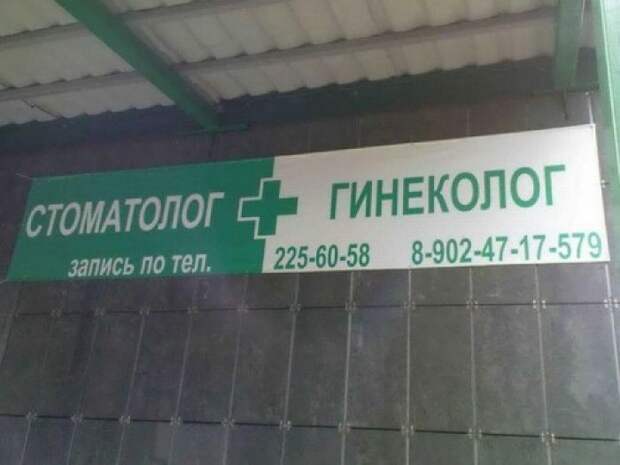 СТОМАТОЛОГ
ГИНЕКОЛОГ
запись по тел.
225-60-58 8-902-47-17-579